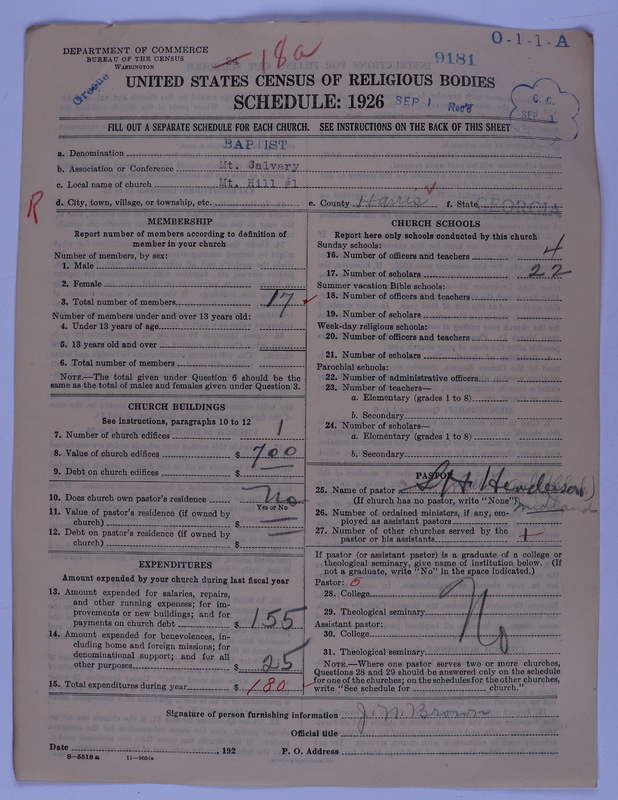 DEPARTMENT OF COMMERCE
BUREAU OF THE CENSUS
WASHINGTON
Greene
24
18a
9181
O-1-1-A
UNITED STATES CENSUS OF RELIGIOUS BODIES
SCHEDULE: 1926
SEP 1 Rec'd
C. C.
SEP 1
FILL OUT A SEPARATE SCHEDULE FOR EACH CHURCH. SEE INSTRUCTIONS ON THE BACK OF THIS SHEET
a. Denomination BAPTIST
b. Association or Conference Mt. Calvary
c. Local name of church Mt. Hill #1
d. City, town, village, or township, etc. e. County Harris f. State GEORGIA
R
MEMBERSHIP
Report number of members according to definition of
member in your church
Number of members, by sex:
1. Male
2. Female
3. Total number of members 17
Number of members under and over 13 years old:
4. Under 13 years of age
5. 13 years old and over
6. Total number of members
NOTE.—The total given under Question 6 should be the
same as the total of males and females given under Question 3.
CHURCH BUILDINGS
See instructions, paragraphs 10 to 12
7. Number of church edifices 1
8. Value of church edifices $ 700
9. Debt on church edifices $
10. Does church own pastor's residence No
Yes or No
11. Value of pastor's residence (if owned by
church) $
12. Debt on pastor's residence (if owned by
church) $
EXPENDITURES
Amount expended by your church during last fiscal year
13. Amount expended for salaries, repairs,
and other running expenses; for im-
provements or new buildings; and for
payments on church debt $ 155
14. Amount expended for benevolences, in-
cluding home and foreign missions; for
denominational support; and for all
other purposes $ 25
15. Total expenditures during year $ 180
CHURCH SCHOOLS
Report here only schools conducted by this church
Sunday schools:
16. Number of officers and teachers 4
17. Number of scholars 22
Summer vacation Bible schools:
18. Number of officers and teachers
19. Number of scholars
Week-day religious schools:
20. Number of officers and teachers
21. Number of scholars
Parochial schools:
22. Number of administrative officers
23. Number of teachers—
a. Elementary (grades 1 to 8)
b. Secondary
24. Number of scholars—
a. Elementary (grades 1 to 8)
b. Secondary
PASTOR
25. Name of pastor Henderson
(If church has no pastor, write "None")
26. Number of ordained ministers, if any, em-
ployed as assistant pastors
27. Number of other churches served by the
pastor or his assistants 1
If pastor (or assistant pastor) is a graduate of a college or
theological seminary, give name of institution below. (If
not a graduate, write "No" in the space indicated.)
Pastor: 0
28. College
29. Theological seminary No
Assistant pastor:
30. College
31. Theological seminary
NOTE.—Where one pastor serves two or more churches,
Questions 28 and 29 should be answered only on the schedule
for one of the churches; on the schedules for the other churches,
write "See schedule for church."
Signature of person furnishing information J. N. Brown
Official title
Date , 192 P. O. Address
8-5518a 11-9051a